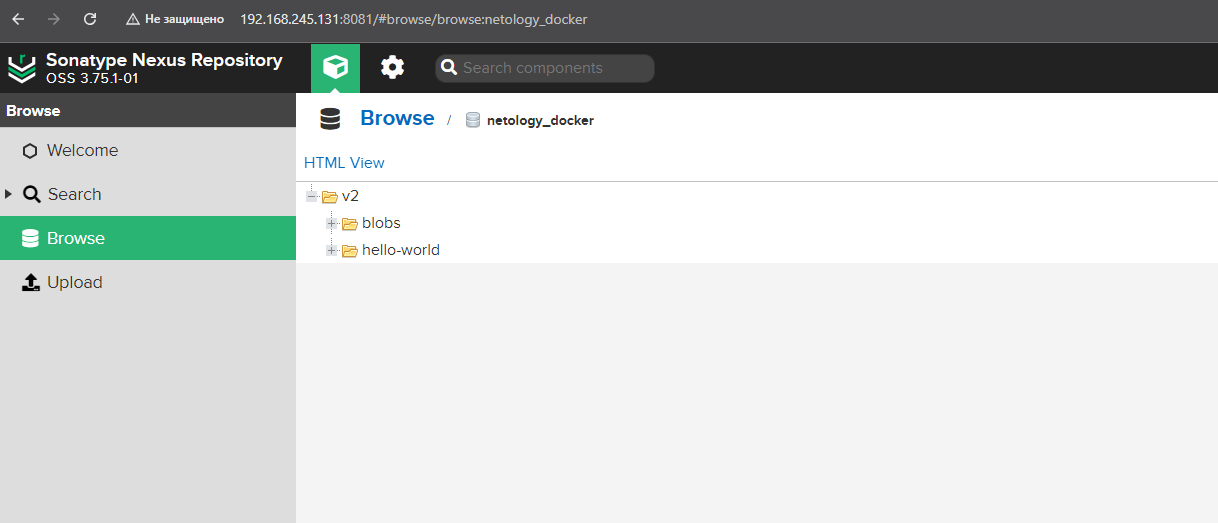 Не защищено 192.168.245.131:8081/#browse/browse:netology_docker
Sonatype Nexus Repository
OSS 3.75.1-01
Search components
Browse
Browse / netology_docker
Welcome
HTML View
Search
v2
Browse
blobs
hello-world
Upload